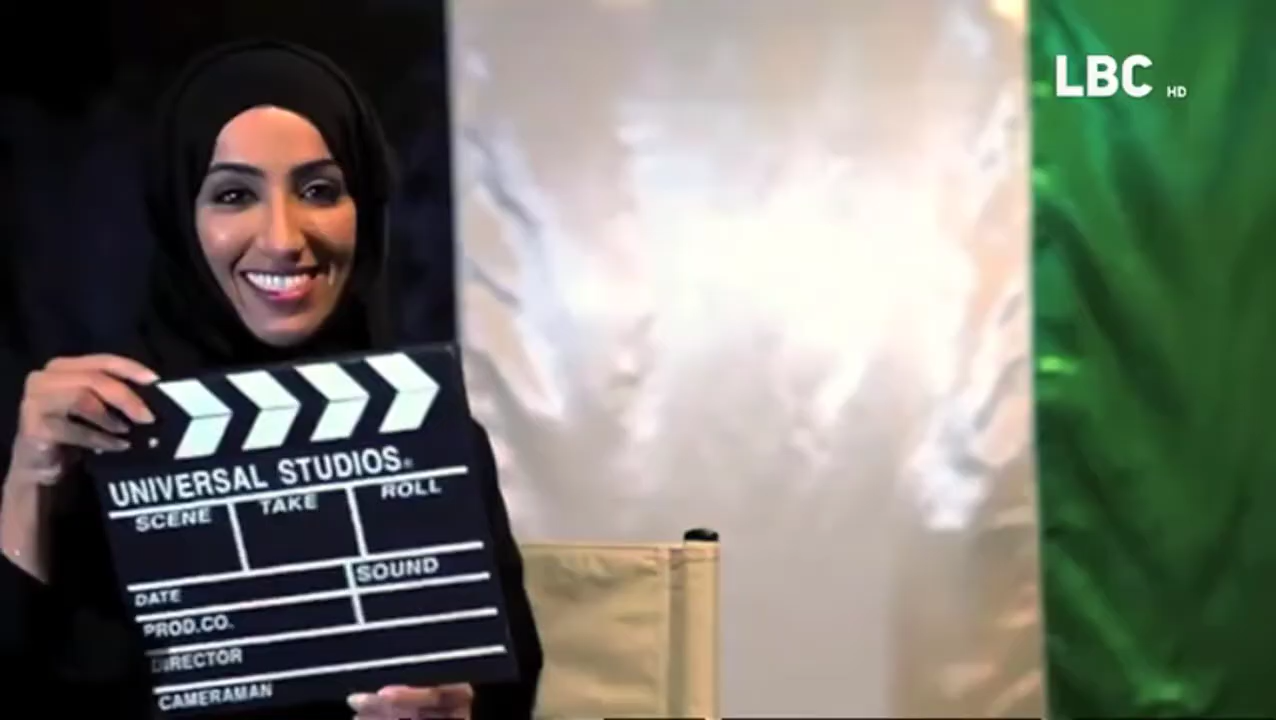 LBC HD
UNIVERSAL STUDIOS®
SCENE TAKE ROLL
DATE SOUND
PROD.CO.
DIRECTOR
CAMERAMAN